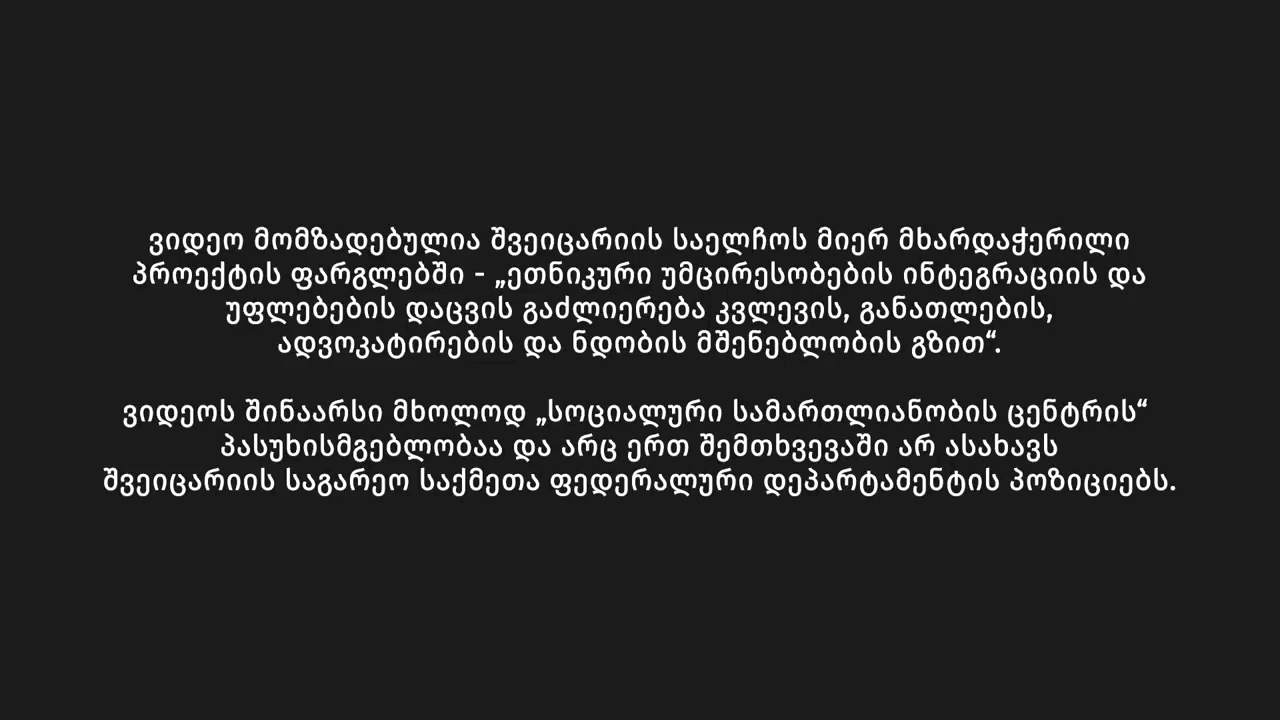 ვიდეო მომზადებულია შვეიცარიის საელჩოს მიერ მხარდაჭერილი
პროექტის ფარგლებში - „ეთნიკური უმცირესობების ინტეგრაციის და
უფლებების დაცვის გაძლიერება კვლევის, განათლების,
ადვოკატირების და ნდობის მშენებლობის გზით“.
ვიდეოს შინაარსი მხოლოდ „სოციალური სამართლიანობის ცენტრის“
პასუხისმგებლობაა და არც ერთ შემთხვევაში არ ასახავს
შვეიცარიის საგარეო საქმეთა ფედერალური დეპარტამენტის პოზიციებს.